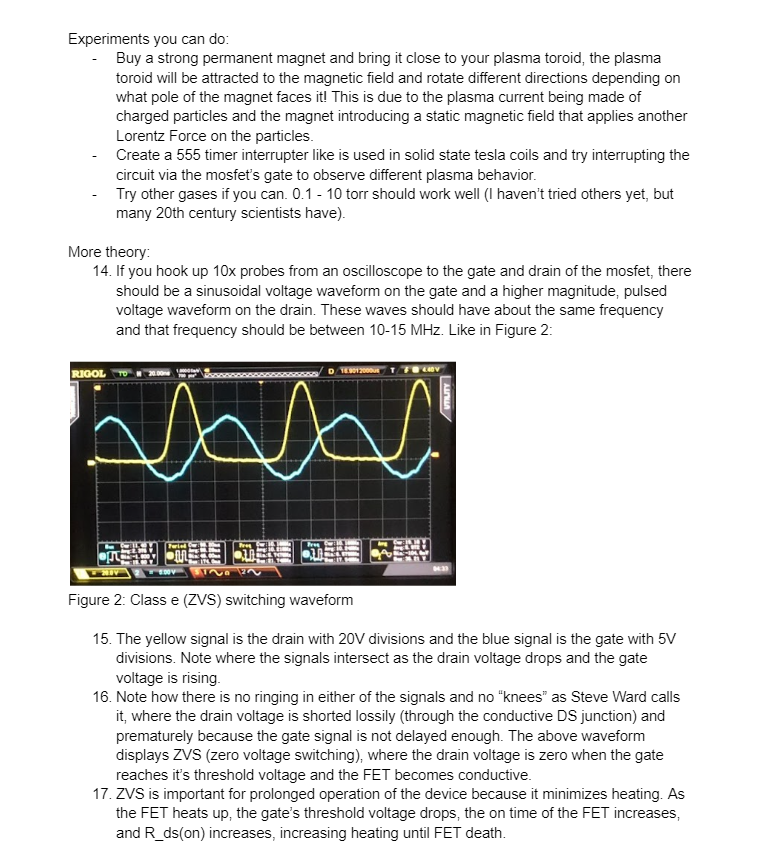 Experiments you can do:
- Buy a strong permanent magnet and bring it close to your plasma toroid, the plasma
toroid will be attracted to the magnetic field and rotate different directions depending on
what pole of the magnet faces it! This is due to the plasma current being made of
charged particles and the magnet introducing a static magnetic field that applies another
Lorentz Force on the particles.
- Create a 555 timer interrupter like is used in solid state tesla coils and try interrupting the
circuit via the mosfet's gate to observe different plasma behavior.
- Try other gases if you can. 0.1 - 10 torr should work well (I haven't tried others yet, but
many 20th century scientists have).
More theory:
14. If you hook up 10x probes from an oscilloscope to the gate and drain of the mosfet, there
should be a sinusoidal voltage waveform on the gate and a higher magnitude, pulsed
voltage waveform on the drain. These waves should have about the same frequency
and that frequency should be between 10-15 MHz. Like in Figure 2:
RIGOL TD D T 4.40 V
UTILITY
Figure 2: Class e (ZVS) switching waveform
15. The yellow signal is the drain with 20V divisions and the blue signal is the gate with 5V
divisions. Note where the signals intersect as the drain voltage drops and the gate
voltage is rising.
16. Note how there is no ringing in either of the signals and no "knees" as Steve Ward calls
it, where the drain voltage is shorted lossily (through the conductive DS junction) and
prematurely because the gate signal is not delayed enough. The above waveform
displays ZVS (zero voltage switching), where the drain voltage is zero when the gate
reaches it's threshold voltage and the FET becomes conductive.
17. ZVS is important for prolonged operation of the device because it minimizes heating. As
the FET heats up, the gate's threshold voltage drops, the on time of the FET increases,
and R_ds(on) increases, increasing heating until FET death.